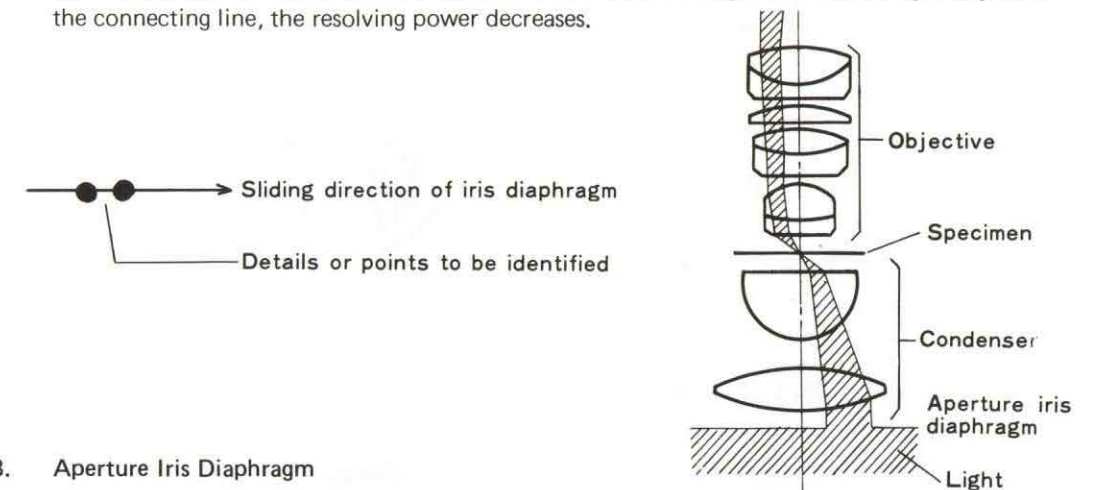 the connecting line, the resolving power decreases.
Objective
Sliding direction of iris diaphragm
Specimen
Details or points to be identified
Condenser
Aperture iris
diaphragm
3. Aperture Iris Diaphragm
Light